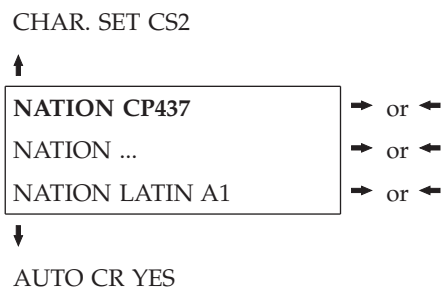 CHAR. SET CS2
NATION CP437 or
NATION ... or
NATION LATIN A1 or
AUTO CR YES